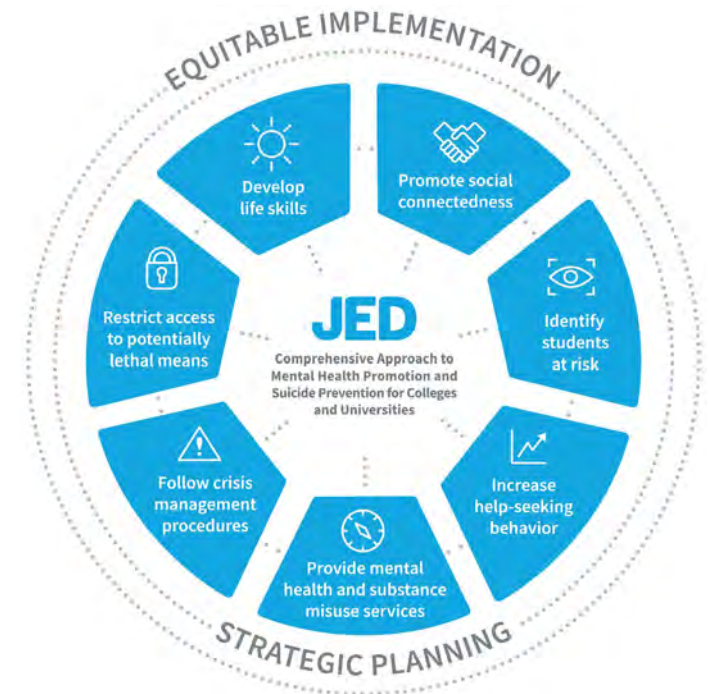 EQUITABLE IMPLEMENTATION
Develop
life skills
Promote social
connectedness
Identify
students
at risk
Increase
help-seeking
behavior
Provide mental
health and substance
misuse services
Follow crisis
management
procedures
Restrict access
to potentially
lethal means
JED
Comprehensive Approach to
Mental Health Promotion and
Suicide Prevention for Colleges
and Universities
STRATEGIC PLANNING